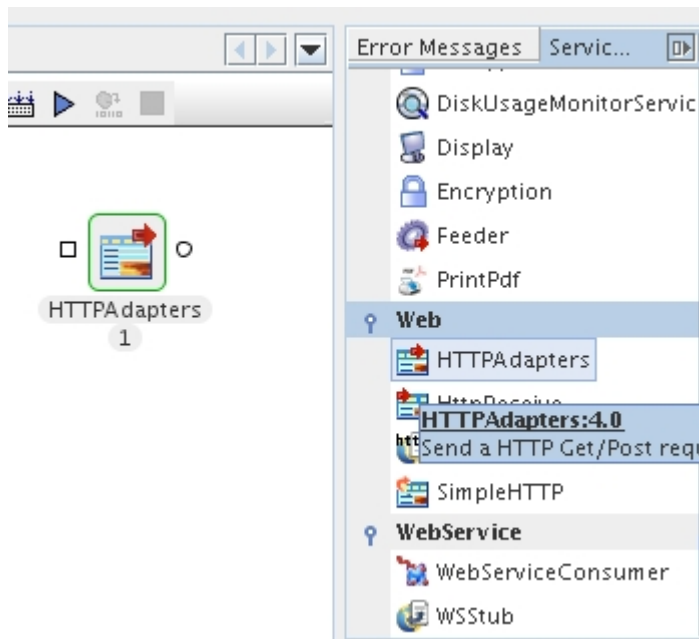 Error Messages Servic...
DiskUsageMonitorServic
Display
Encryption
Feeder
PrintPdf
Web
HTTPAdapters
HTTPAdapters:4.0
Send a HTTP Get/Post requ
SimpleHTTP
WebService
WebServiceConsumer
WSStub
HTTPAdapters
1